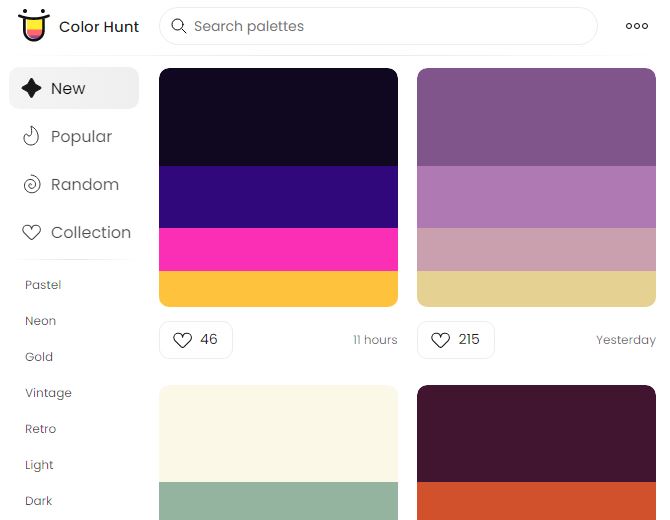 Color Hunt
Search palettes
New
Popular
Random
Collection
Pastel
Neon
Gold
Vintage
Retro
Light
Dark
46
11 hours
215
Yesterday